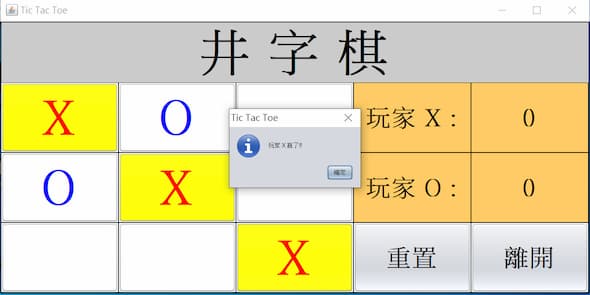 Tic Tac Toe
井字棋
X O
Tic Tac Toe
玩家 X 贏了!!
確定
玩家 X : 0
O X
玩家 O : 0
X
重置 離開